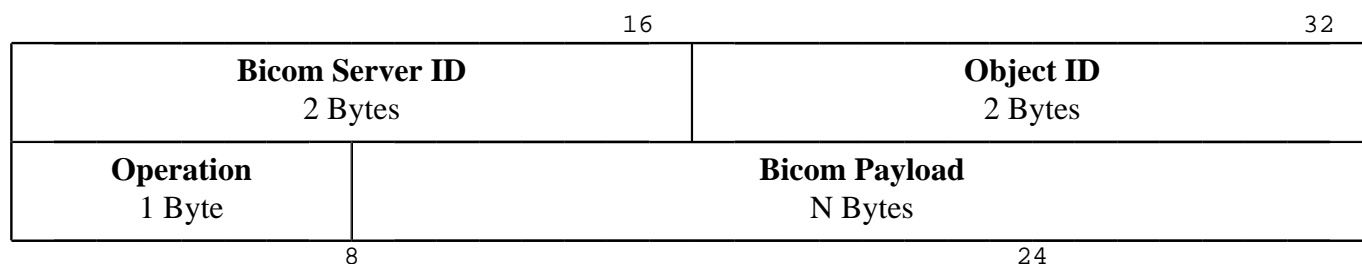 16 32
Bicom Server ID Object ID
2 Bytes 2 Bytes
Operation Bicom Payload
1 Byte N Bytes
8 24